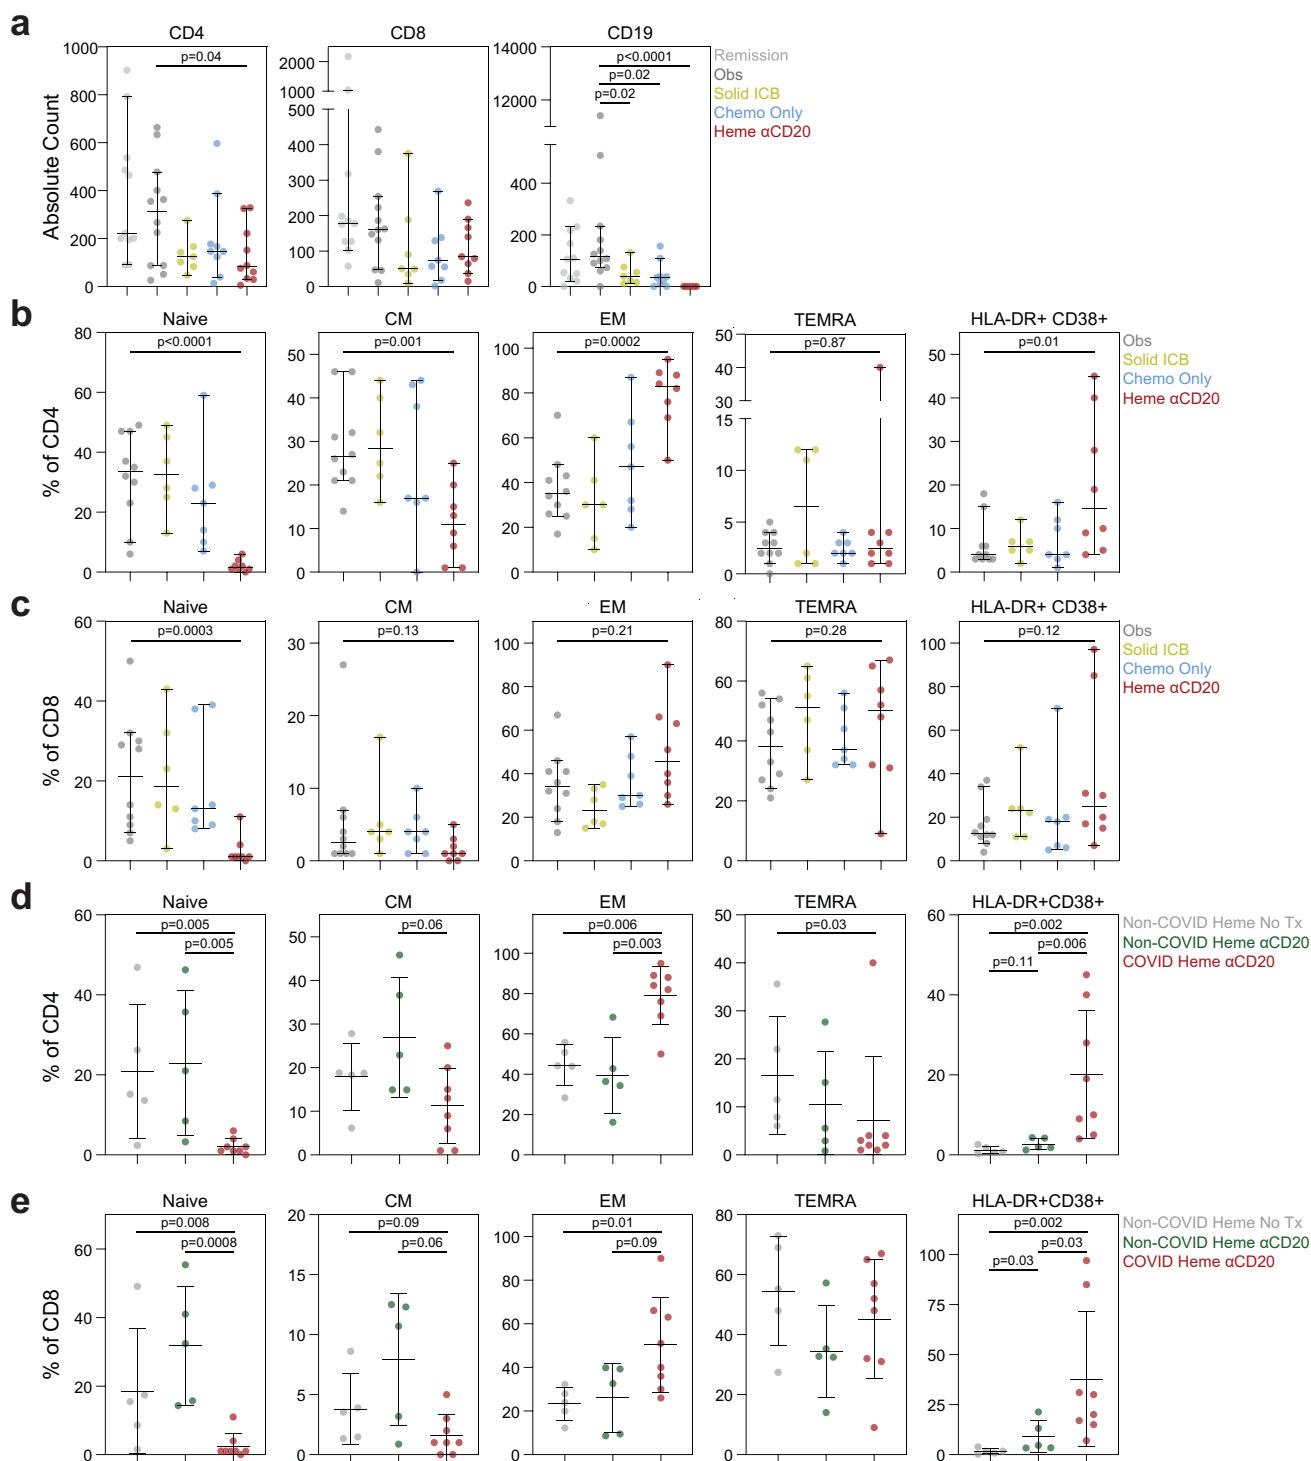 a
CD4
CD8
CD19
Absolute Count
1000
800
600
400
200
0
p=0.04
2000
1000
500
400
300
200
100
0
14000
12000
400
200
0
p<0.0001
p=0.02
p=0.02
Remission
Obs
Solid ICB
Chemo Only
Heme αCD20
b
Naive
CM
EM
TEMRA
HLA-DR+ CD38+
% of CD4
80
60
40
20
0
p<0.0001
50
40
30
20
10
0
p=0.001
100
80
60
40
20
0
p=0.0002
50
40
30
15
10
5
0
p=0.87
50
40
30
20
10
0
p=0.01
Obs
Solid ICB
Chemo Only
Heme αCD20
c
Naive
CM
EM
TEMRA
HLA-DR+ CD38+
% of CD8
60
40
20
0
p=0.0003
30
20
10
0
p=0.13
100
80
60
40
20
0
p=0.21
80
60
40
20
0
p=0.28
100
80
60
40
20
0
p=0.12
Obs
Solid ICB
Chemo Only
Heme αCD20
d
Naive
CM
EM
TEMRA
HLA-DR+CD38+
% of CD4
60
40
20
0
p=0.005
p=0.005
50
40
30
20
10
0
p=0.06
100
80
60
40
20
0
p=0.006
p=0.003
50
40
30
20
10
0
p=0.03
60
40
20
0
p=0.002
p=0.006
p=0.11
Non-COVID Heme No Tx
Non-COVID Heme αCD20
COVID Heme αCD20
e
Naive
CM
EM
TEMRA
HLA-DR+CD38+
% of CD8
60
40
20
0
p=0.008
p=0.0008
20
15
10
5
0
p=0.09
p=0.06
100
80
60
40
20
0
p=0.01
p=0.09
80
60
40
20
0
100
75
50
25
0
p=0.002
p=0.03
p=0.03
Non-COVID Heme No Tx
Non-COVID Heme αCD20
COVID Heme αCD20